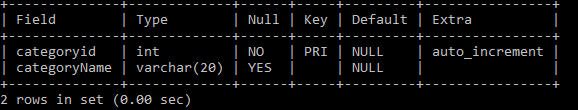 +--------------+-------------+------+-----+---------+----------------+
| Field        | Type        | Null | Key | Default | Extra          |
+--------------+-------------+------+-----+---------+----------------+
| categoryid   | int         | NO   | PRI | NULL    | auto_increment |
| categoryName | varchar(20) | YES  |     | NULL    |                |
+--------------+-------------+------+-----+---------+----------------+
2 rows in set (0.00 sec)